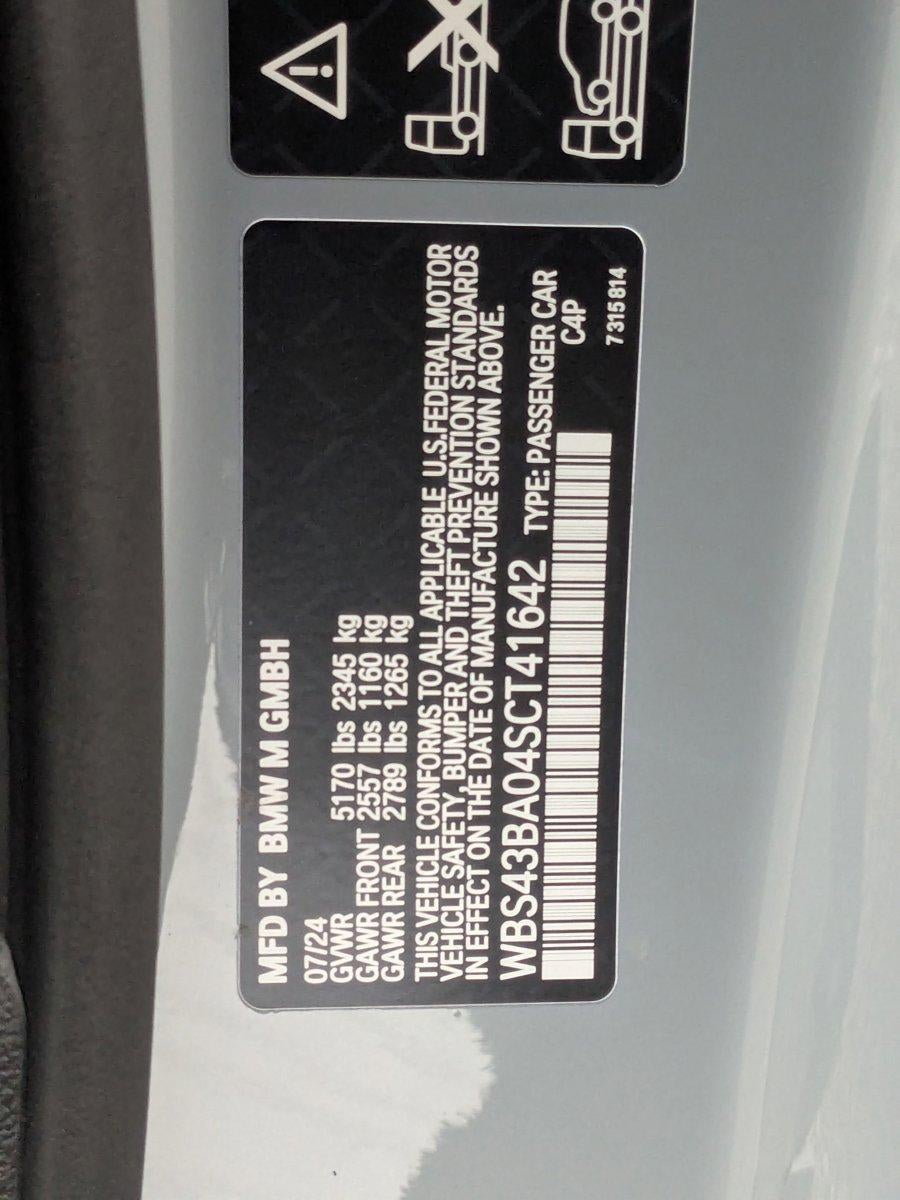 MFD BY BMW M GMBH
07/24
GVWR 5170 lbs 2345 kg
GAWR FRONT 2557 lbs 1160 kg
GAWR REAR 2789 lbs 1265 kg
THIS VEHICLE CONFORMS TO ALL APPLICABLE U.S.FEDERAL MOTOR
VEHICLE SAFETY, BUMPER AND THEFT PREVENTION STANDARDS
IN EFFECT ON THE DATE OF MANUFACTURE SHOWN ABOVE.
WBS43BA04SCT41642 TYPE: PASSENGER CAR
C4P
7315814